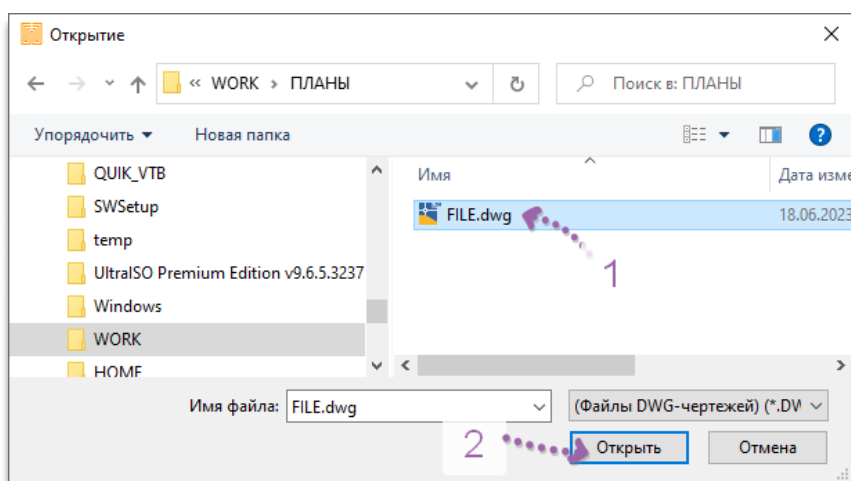 Открытие
« WORK › ПЛАНЫ
Поиск в: ПЛАНЫ
Упорядочить
Новая папка
QUIK_VTB
SWSetup
temp
UltraISO Premium Edition v9.6.5.3237
Windows
WORK
HOME
Имя
Дата изме
FILE.dwg
18.06.2023
1
Имя файла:
FILE.dwg
(Файлы DWG-чертежей) (*.DW
2
Открыть
Отмена